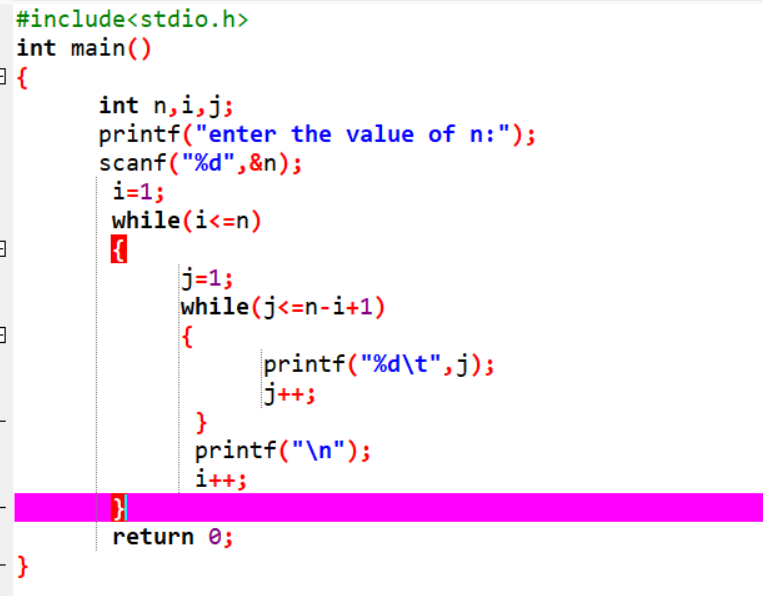 #include<stdio.h>
int main()
{
int n,i,j;
printf("enter the value of n:");
scanf("%d",&n);
i=1;
while(i<=n)
{
j=1;
while(j<=n-i+1)
{
printf("%d\t",j);
j++;
}
printf("\n");
i++;
}
return 0;
}